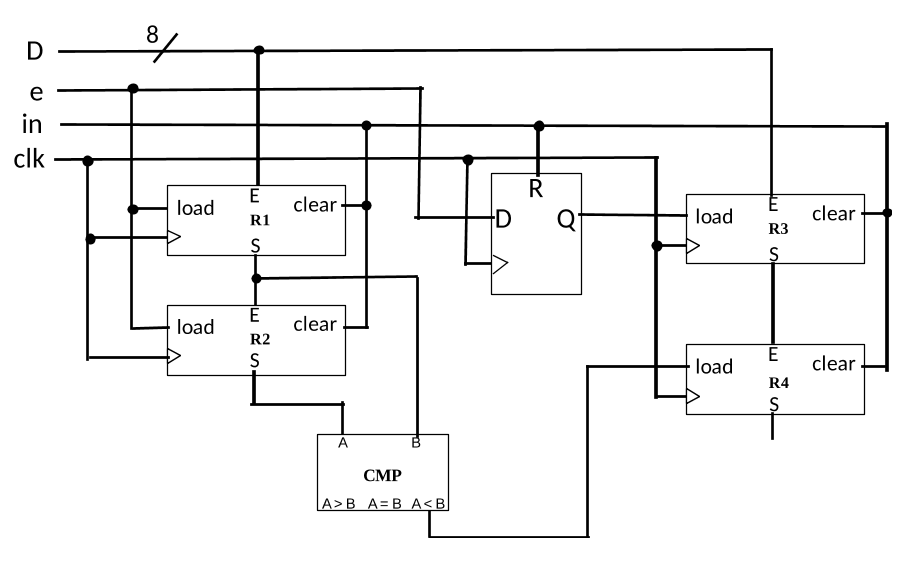 8
D
e
in
clk
E
load
clear
R1
S
E
load
clear
R2
S
R
D
Q
E
load
clear
R3
S
E
load
clear
R4
S
A B
CMP
A > B A = B A < B